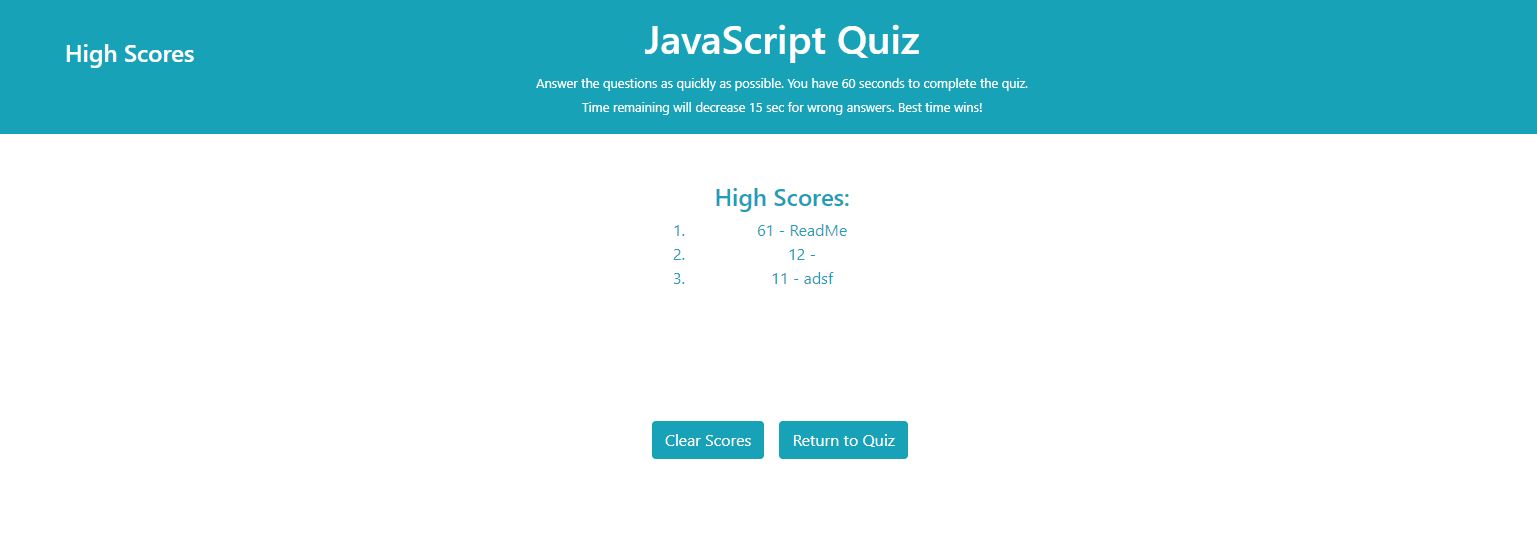 High Scores
JavaScript Quiz
Answer the questions as quickly as possible. You have 60 seconds to complete the quiz.
Time remaining will decrease 15 sec for wrong answers. Best time wins!
High Scores:
1. 61 - ReadMe
2. 12 -
3. 11 - adsf
Clear Scores Return to Quiz